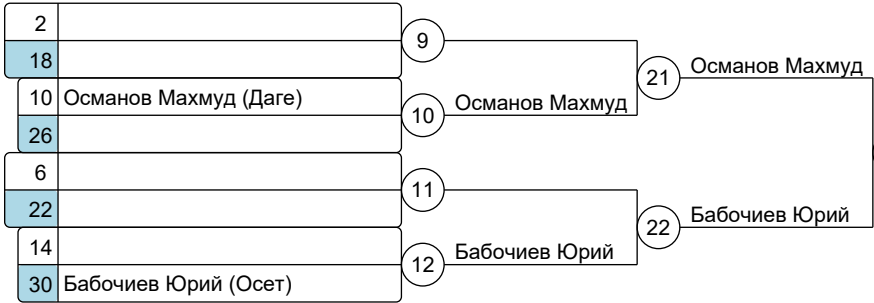 2
9
18
21 Османов Махмуд
10 Османов Махмуд (Даге)
10 Османов Махмуд
26
6
11
22
22 Бабочиев Юрий
14
12 Бабочиев Юрий
30 Бабочиев Юрий (Осет)